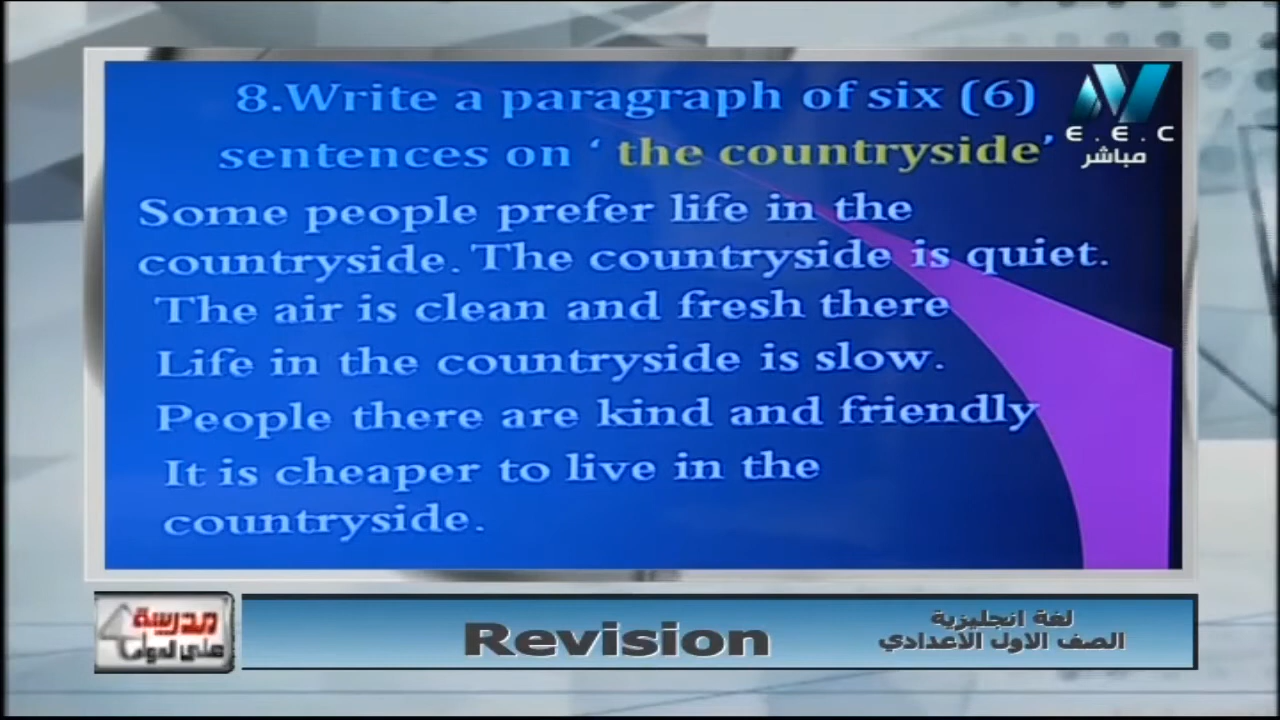 8.Write a paragraph of six (6)
sentences on ‘ the countryside’
E . E . C
مباشر
Some people prefer life in the
countryside. The countryside is quiet.
The air is clean and fresh there
Life in the countryside is slow.
People there are kind and friendly
It is cheaper to live in the
countryside.
مدرسة
على الهواء
Revision
لغة انجليزية
الصف الاول الاعدادي